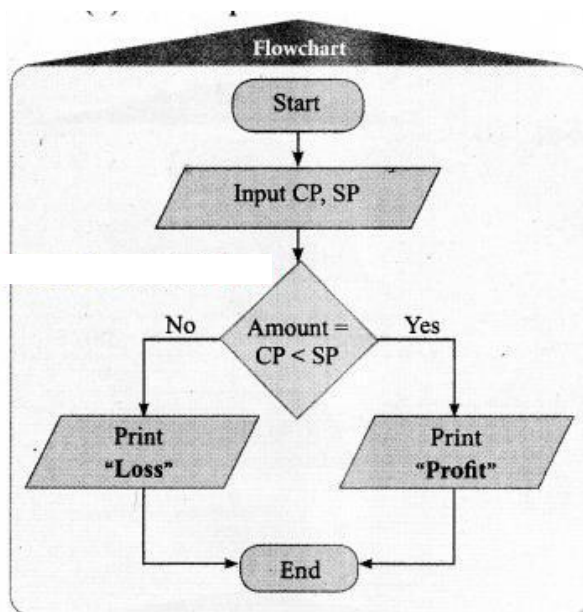 Flowchart
Start
Input CP, SP
No
Amount =
CP < SP
Yes
Print
"Loss"
Print
"Profit"
End